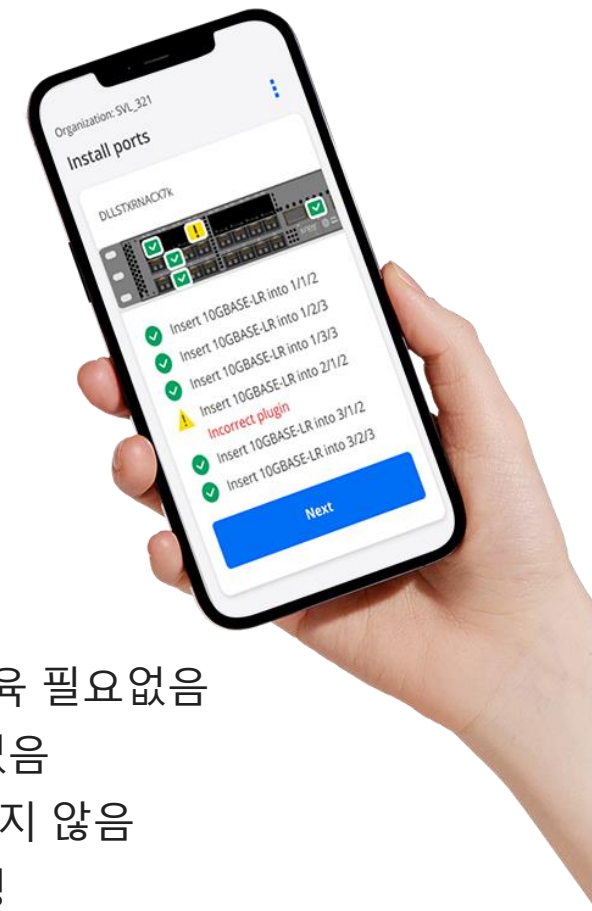 Organization: SVL_321
Install ports
DLLSTXRNACX7k
Insert 10GBASE-LR into 1/1/2
Insert 10GBASE-LR into 1/2/3
Insert 10GBASE-LR into 1/3/3
Insert 10GBASE-LR into 2/1/2
Incorrect plugin
Insert 10GBASE-LR into 3/1/2
Insert 10GBASE-LR into 3/2/3
Next
필요없음
음
지 않음